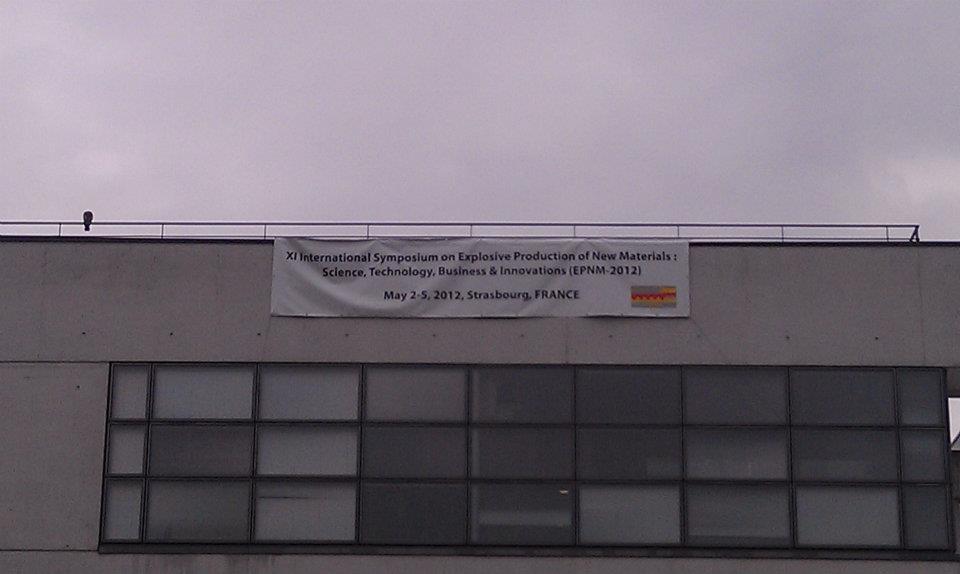 XI International Symposium on Explosive Production of New Materials :
Science, Technology, Business & Innovations (EPNM-2012)
May 2-5, 2012, Strasbourg, FRANCE